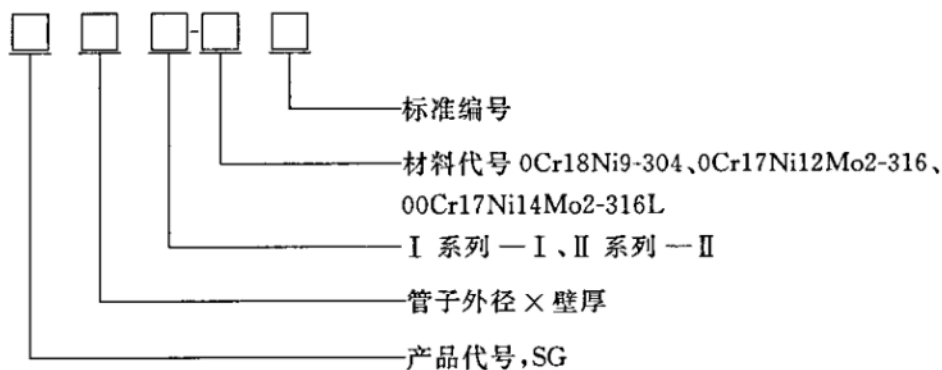 标准编号
材料代号 0Cr18Ni9-304、0Cr17Ni12Mo2-316、
00Cr17Ni14Mo2-316L
Ⅰ 系列 — Ⅰ、Ⅱ 系列 — Ⅱ
管子外径 × 壁厚
产品代号,SG